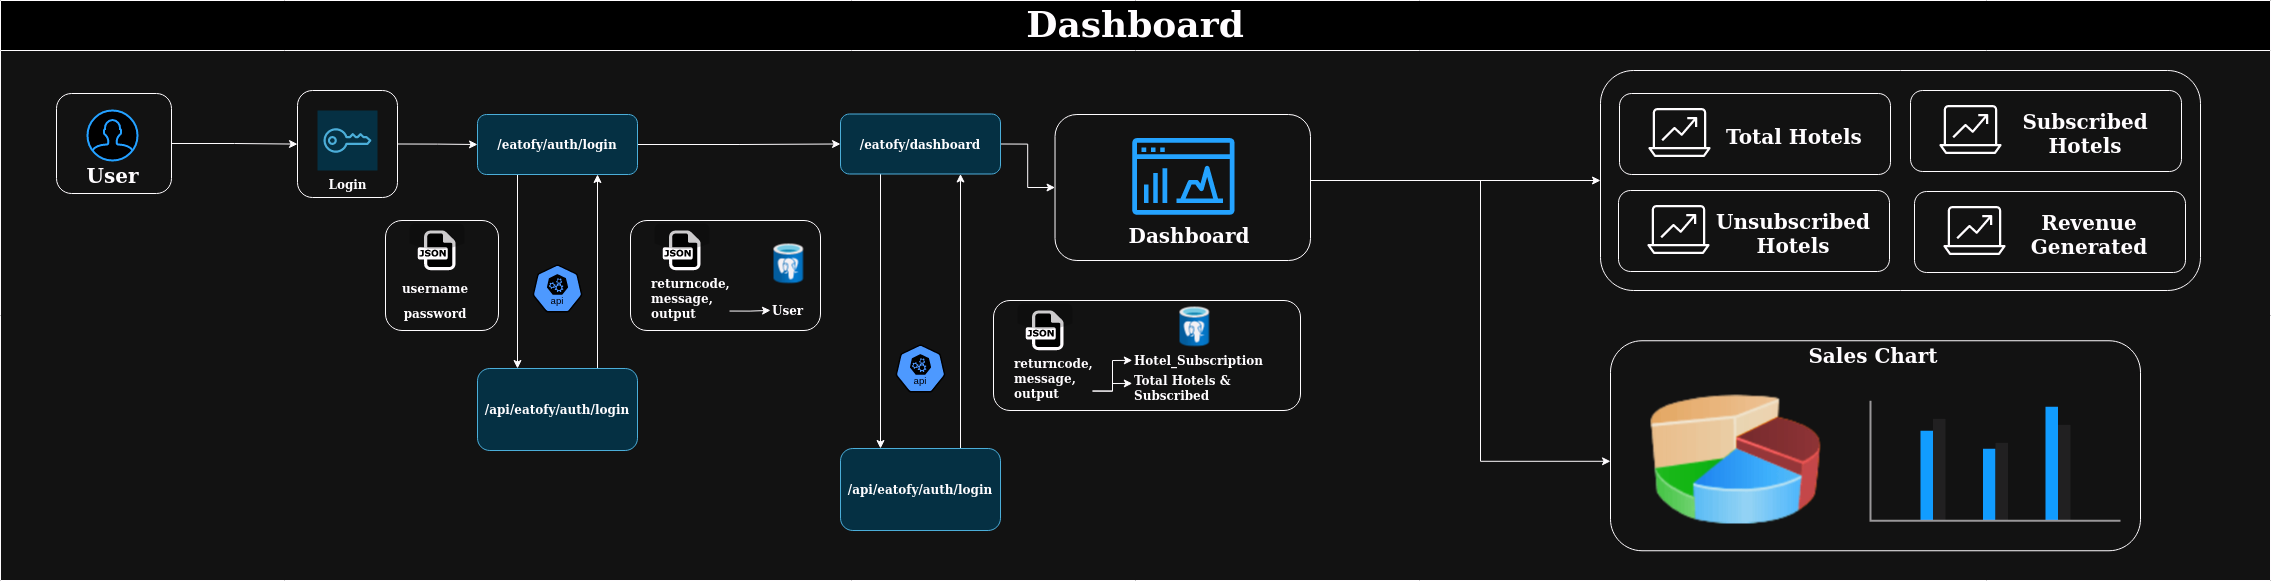 Dashboard
User
Login
/eatofy/auth/login
/eatofy/dashboard
Dashboard
Total Hotels
Subscribed
Hotels
Unsubscribed
Hotels
Revenue
Generated
JSON
username
password
api
JSON
returncode,
message,
output
User
/api/eatofy/auth/login
api
JSON
returncode,
message,
output
Hotel_Subscription
Total Hotels &
Subscribed
/api/eatofy/auth/login
Sales Chart